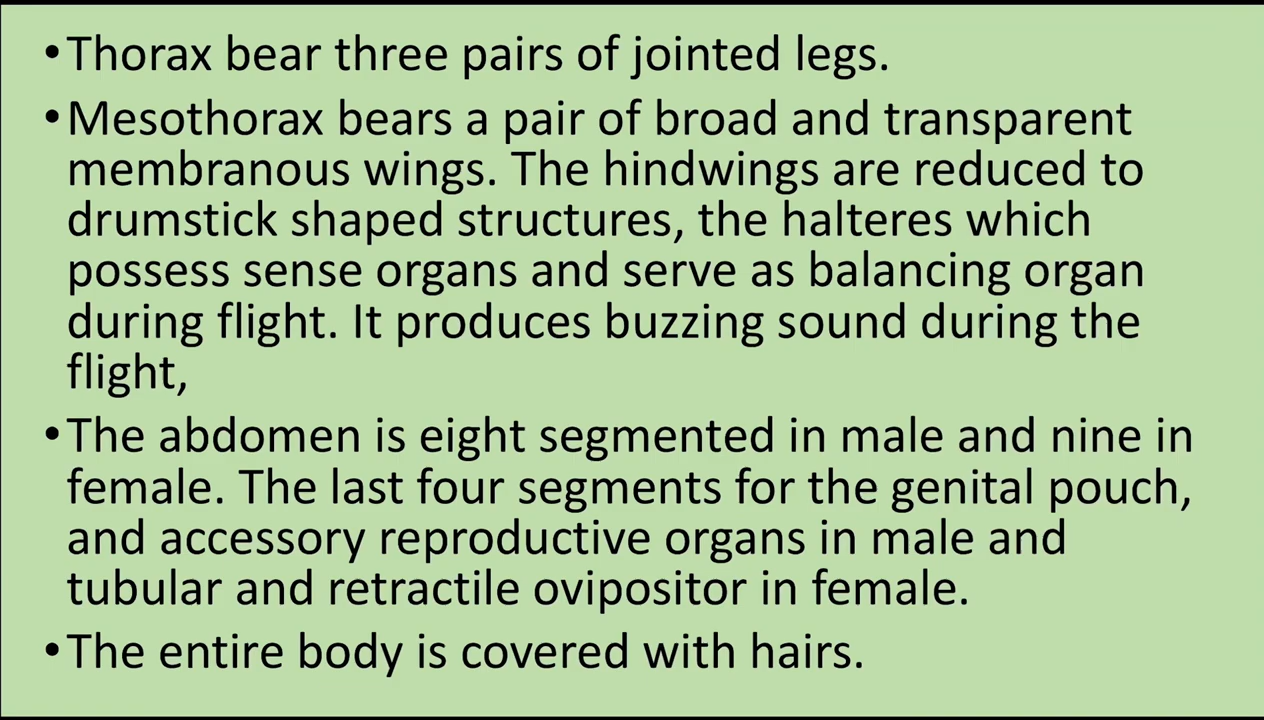 •Thorax bear three pairs of jointed legs.
•Mesothorax bears a pair of broad and transparent
membranous wings. The hindwings are reduced to
drumstick shaped structures, the halteres which
possess sense organs and serve as balancing organ
during flight. It produces buzzing sound during the
flight,
•The abdomen is eight segmented in male and nine in
female. The last four segments for the genital pouch,
and accessory reproductive organs in male and
tubular and retractile ovipositor in female.
•The entire body is covered with hairs.